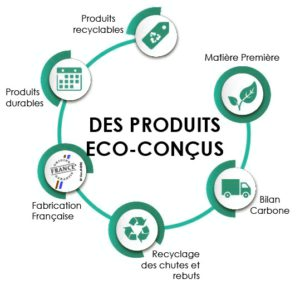 Produits
recyclables
Matière Première
Produits
durables
DES PRODUITS
ECO-CONÇUS
FRANCE
Fabrication
Française
Bilan
Carbone
Recyclage
des chutes et
rebuts